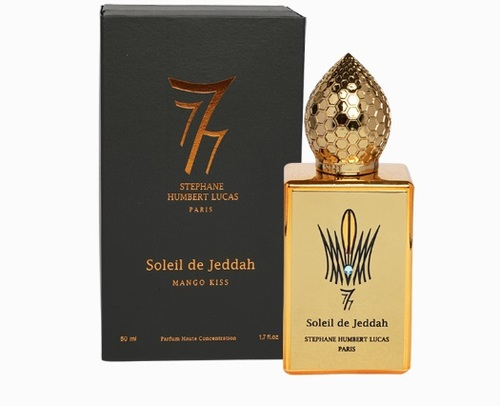 777
STEPHANE
HUMBERT LUCAS
PARIS
Soleil de Jeddah
MANGO KISS
50 ml
Parfum Haute Concentration
1.7 fl.oz
777
Soleil de Jeddah
STEPHANE HUMBERT LUCAS
PARIS